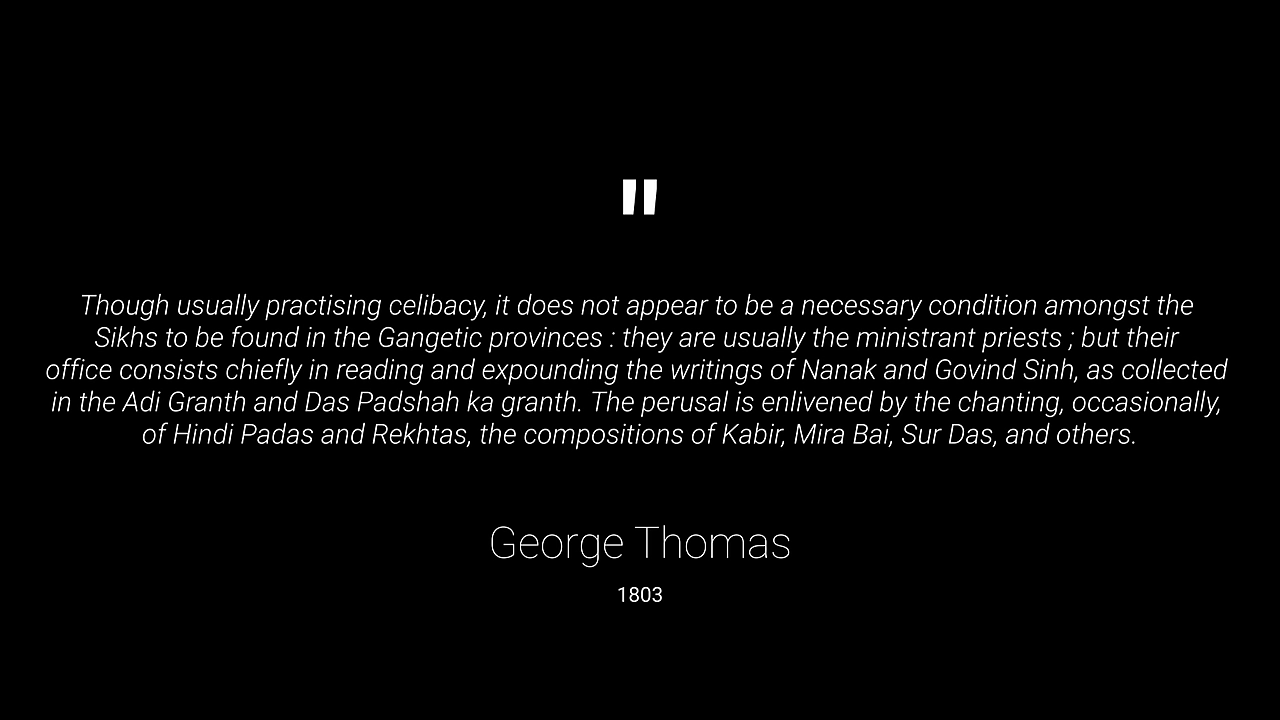 "
Though usually practising celibacy, it does not appear to be a necessary condition amongst the
Sikhs to be found in the Gangetic provinces : they are usually the ministrant priests ; but their
office consists chiefly in reading and expounding the writings of Nanak and Govind Sinh, as collected
in the Adi Granth and Das Padshah ka granth. The perusal is enlivened by the chanting, occasionally,
of Hindi Padas and Rekhtas, the compositions of Kabir, Mira Bai, Sur Das, and others.
George Thomas
1803